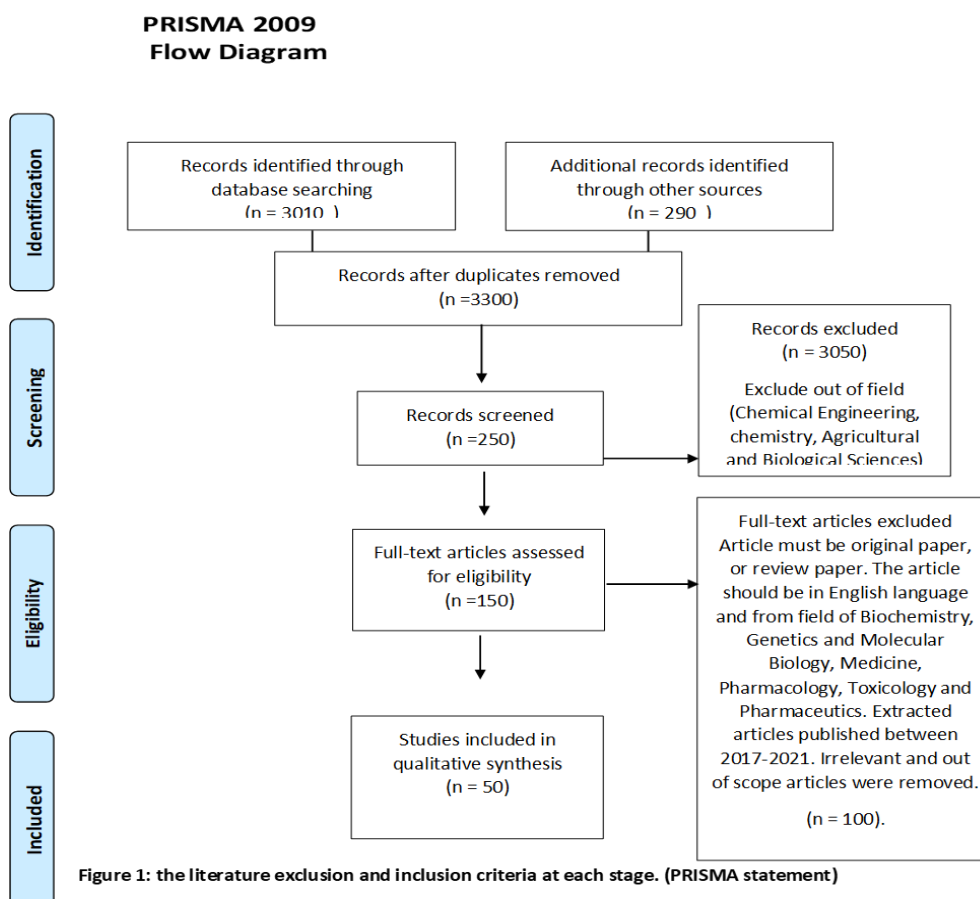 PRISMA 2009
Flow Diagram
Identification
Records identified through
database searching
(n = 3010 )
Additional records identified
through other sources
(n = 290 )
Records after duplicates removed
(n =3300)
Screening
Records screened
(n =250)
Records excluded
(n = 3050)
Exclude out of field
(Chemical Engineering,
chemistry, Agricultural
and Biological Sciences)
Eligibility
Full-text articles assessed
for eligibility
(n =150)
Full-text articles excluded
Article must be original paper,
or review paper. The article
should be in English language
and from field of Biochemistry,
Genetics and Molecular
Biology, Medicine,
Pharmacology, Toxicology and
Pharmaceutics. Extracted
articles published between
2017-2021. Irrelevant and out
of scope articles were removed.
(n = 100).
Included
Studies included in
qualitative synthesis
(n = 50)
Figure 1: the literature exclusion and inclusion criteria at each stage. (PRISMA statement)